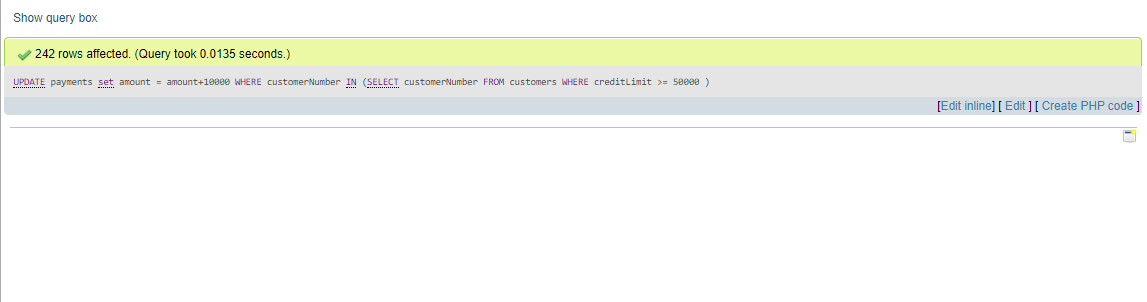 Show query box
242 rows affected. (Query took 0.0135 seconds.)
UPDATE payments set amount = amount+10000 WHERE customerNumber IN (SELECT customerNumber FROM customers WHERE creditLimit >= 50000 )
[Edit inline] [ Edit ] [ Create PHP code ]